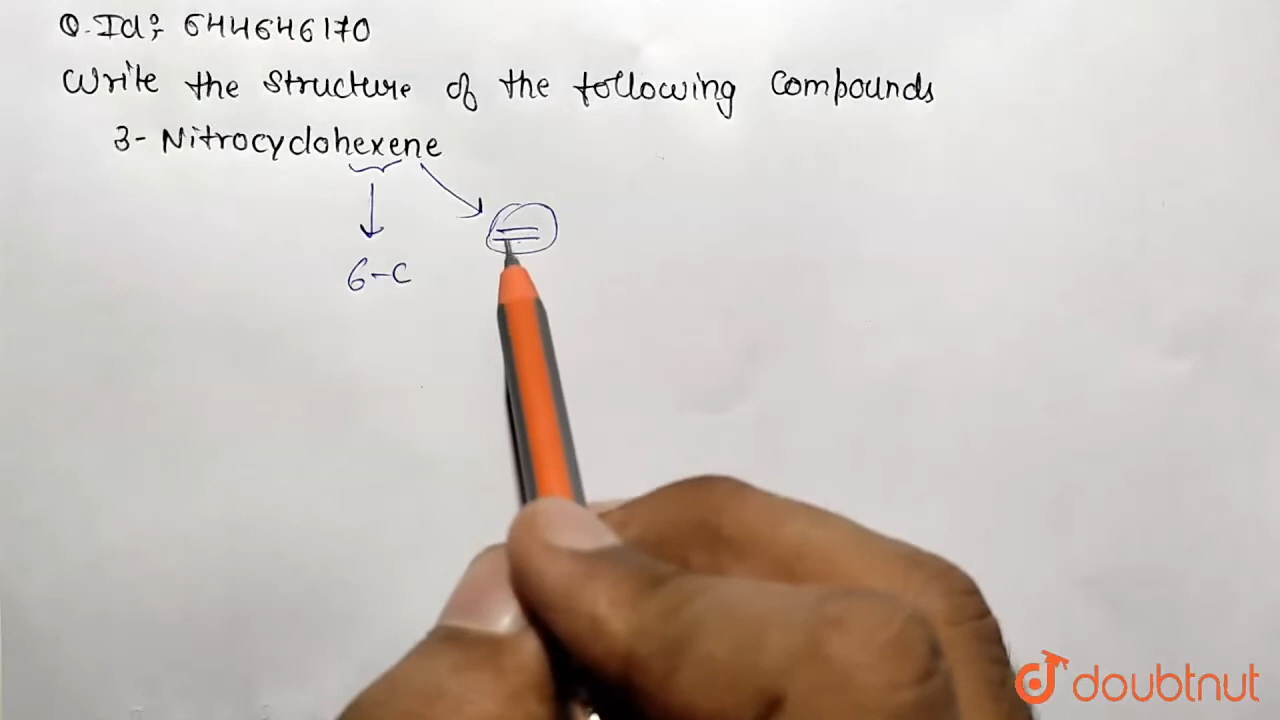 Q.Id: 644646170
Write the structure of the following compounds
3-Nitrocyclohexene
6-C
doubtnut